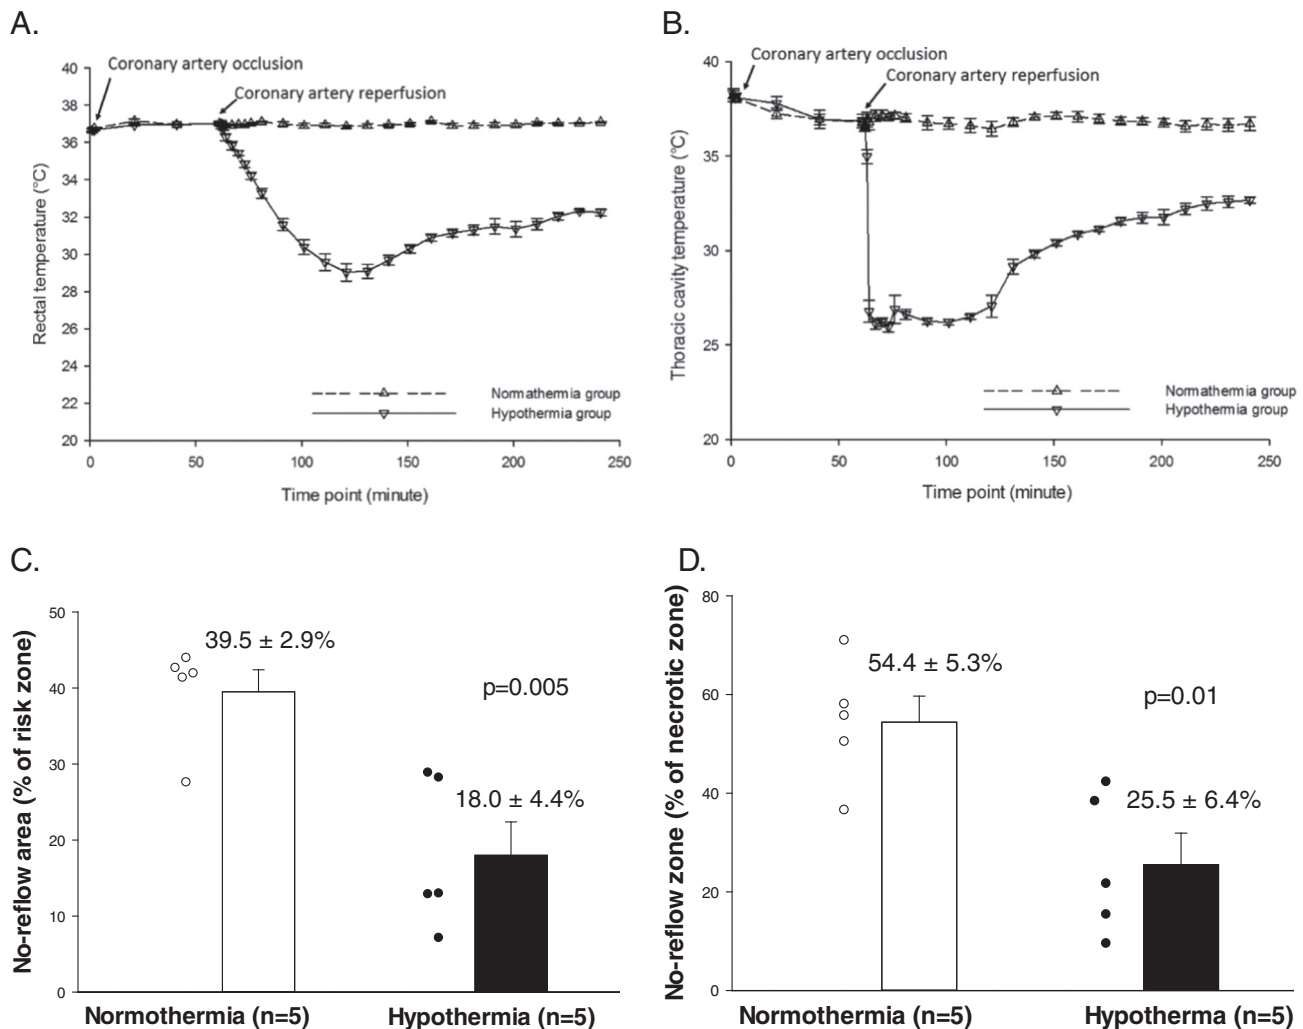 A.
Coronary artery occlusion
Coronary artery reperfusion
40
38
36
34
32
30
28
26
24
22
20
Rectal temperature (°C)
Normathermia group
Hypothermia group
0 50 100 150 200 250
Time point (minute)
B.
Coronary artery occlusion
Coronary artery reperfusion
40
35
30
25
20
Thoracic cavity temperature (°C)
Normathermia group
Hypothermia group
0 50 100 150 200 250
Time point (minute)
C.
50
40
30
20
10
0
No-reflow area (% of risk zone)
39.5 ± 2.9%
p=0.005
18.0 ± 4.4%
Normothermia (n=5) Hypothermia (n=5)
D.
80
60
40
20
0
No-reflow zone (% of necrotic zone)
54.4 ± 5.3%
p=0.01
25.5 ± 6.4%
Normothermia (n=5) Hypotherma (n=5)